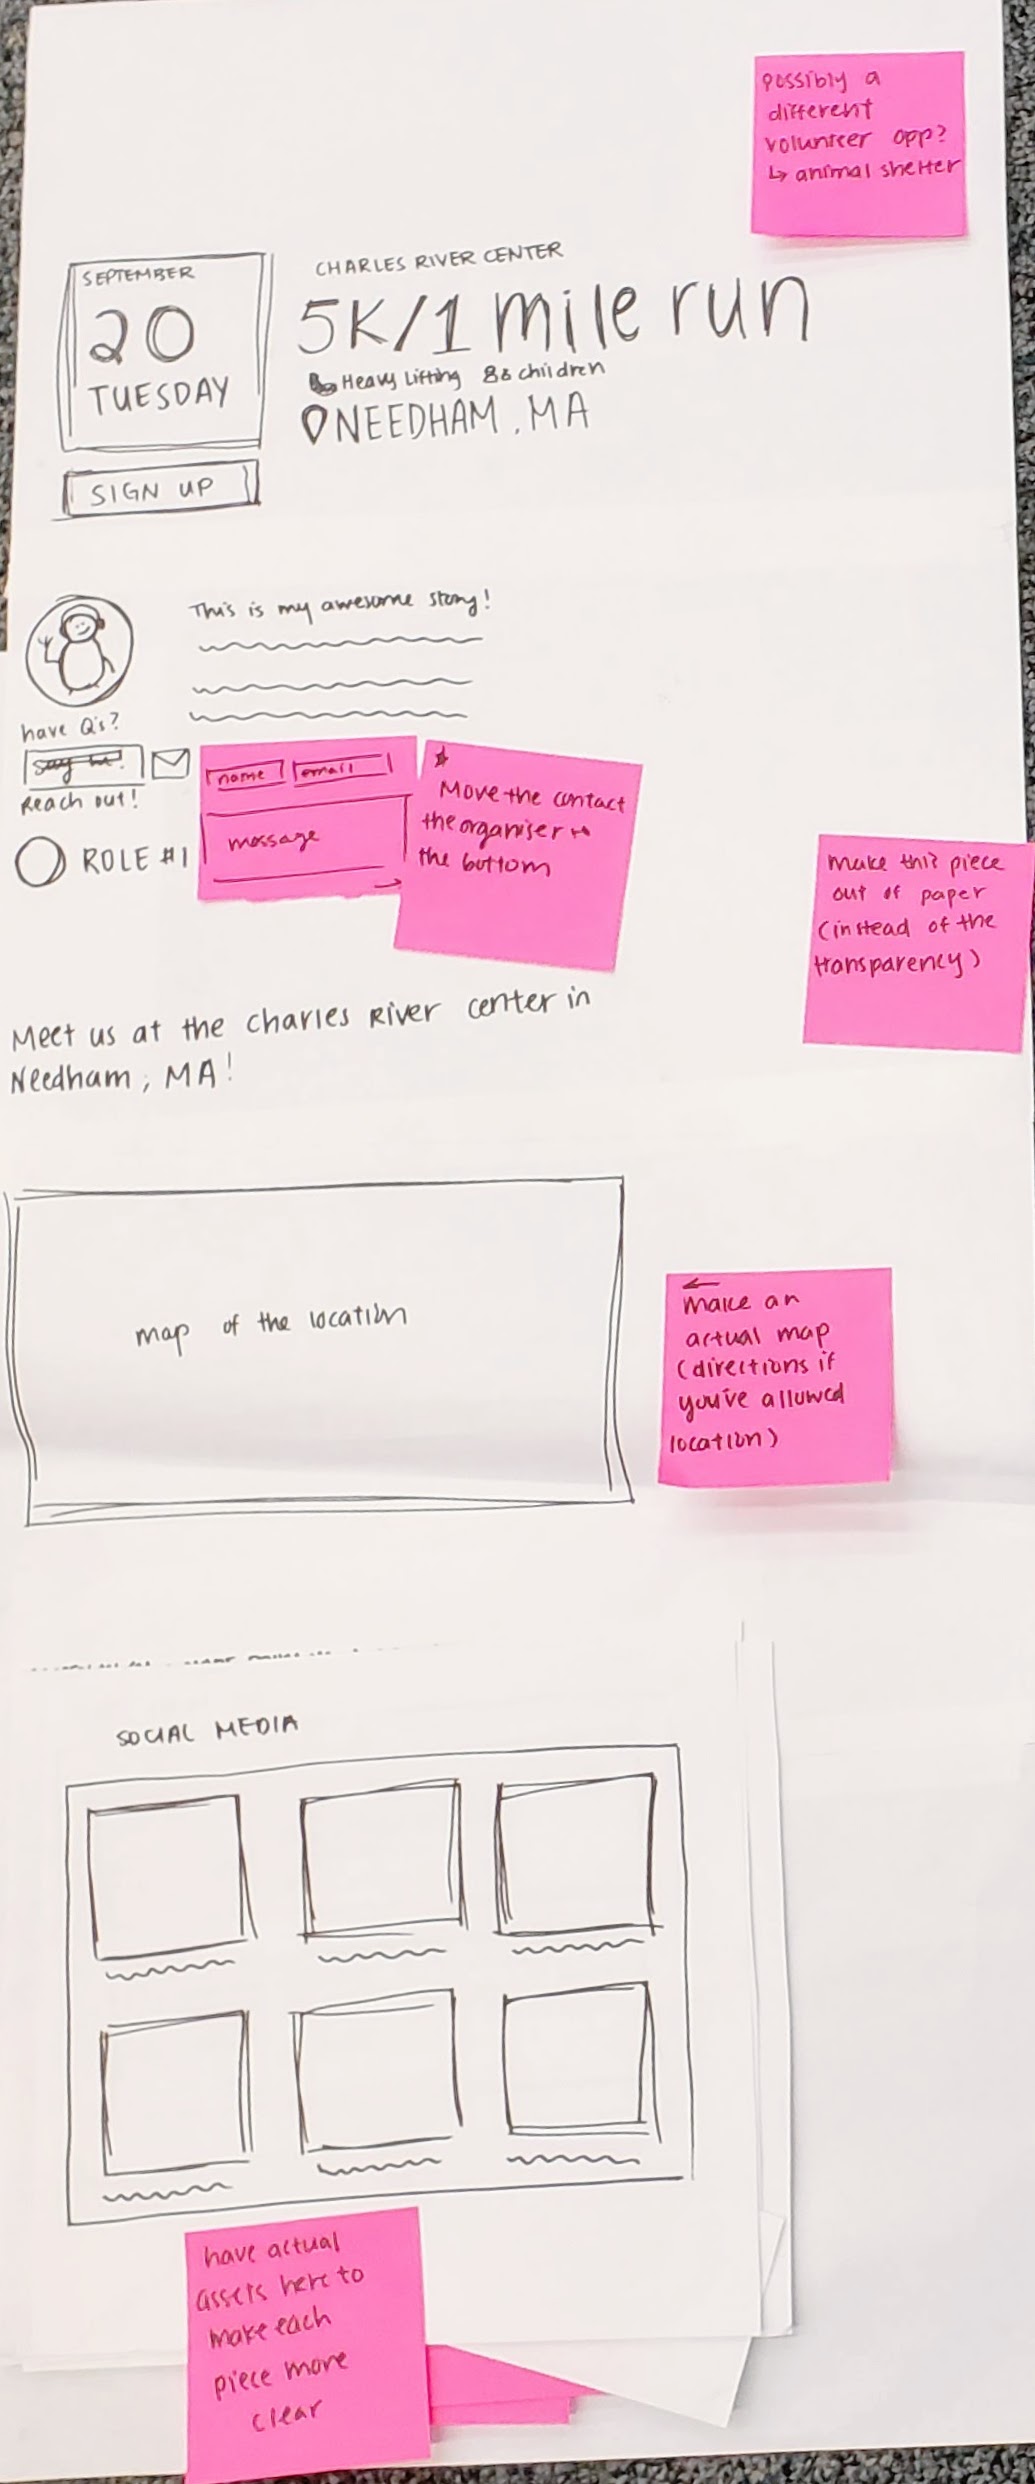 possibly a
different
volunteer opp?
↳ animal shelter
SEPTEMBER
20
TUESDAY
SIGN UP
CHARLES RIVER CENTER
5K/1 mile run
Heavy Lifting children
NEEDHAM, MA
This is my awesome story!
have Q's?
say hi!
Reach out!
ROLE #1
name email
message
Move the contact
the organiser to
the bottom
make this piece
out of paper
(instead of the
transparency)
Meet us at the Charles River center in
Needham, MA!
map of the location
make an
actual map
(directions if
you've allowed
location)
SOCIAL MEDIA
have actual
assets here to
make each
piece more
clear